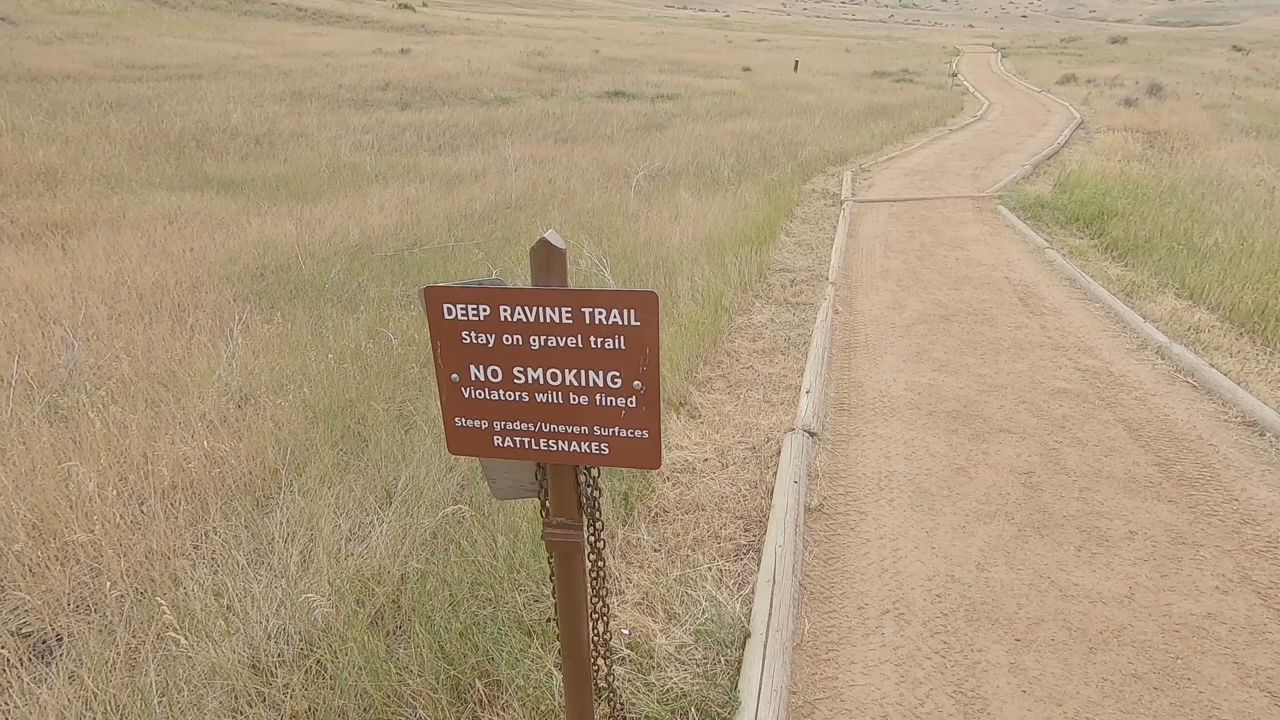 DEEP RAVINE TRAIL
Stay on gravel trail
NO SMOKING
Violators will be fined
Steep grades/Uneven Surfaces
RATTLESNAKES